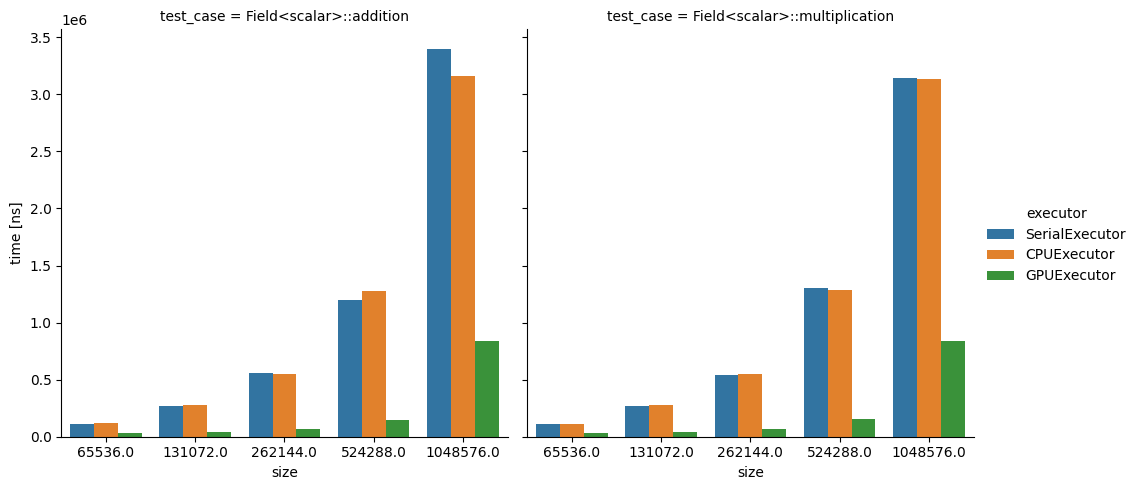 test_case = Field<scalar>::addition
test_case = Field<scalar>::multiplication
1e6
3.5
3.0
2.5
2.0
1.5
1.0
0.5
0.0
time [ns]
65536.0
131072.0
262144.0
524288.0
1048576.0
size
65536.0
131072.0
262144.0
524288.0
1048576.0
size
executor
SerialExecutor
CPUExecutor
GPUExecutor